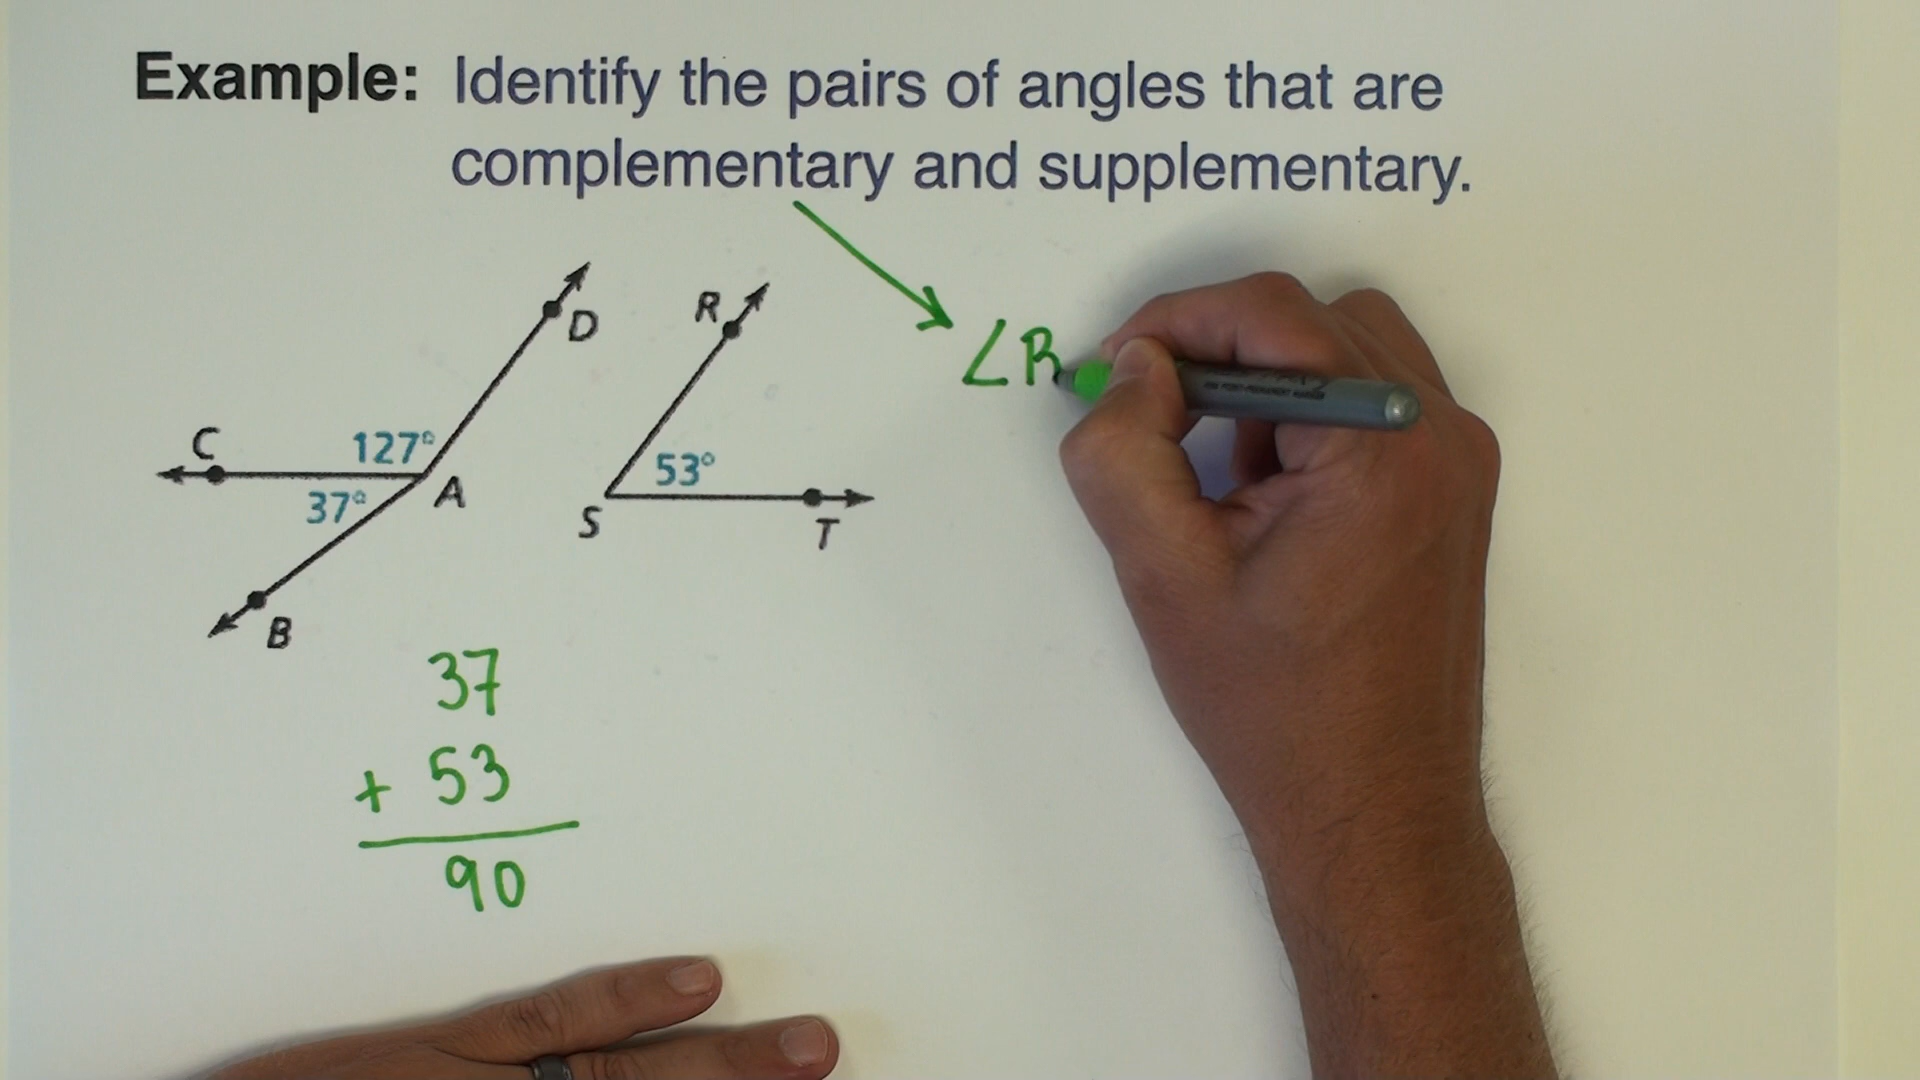 Example: Identify the pairs of angles that are
complementary and supplementary.
D
R
∠B
C
127°
A
53°
37°
S
T
B
37
+ 53
90